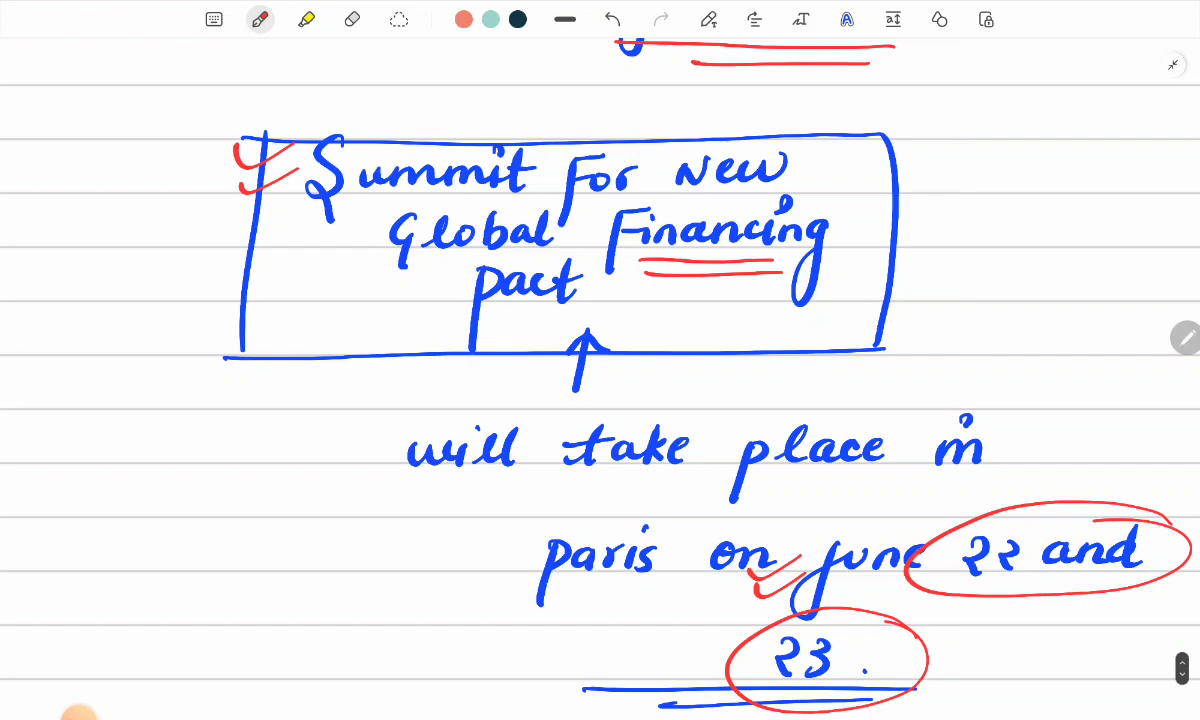 Summit For New
Global Financing
pact
will take place in
paris on june 22 and
23.